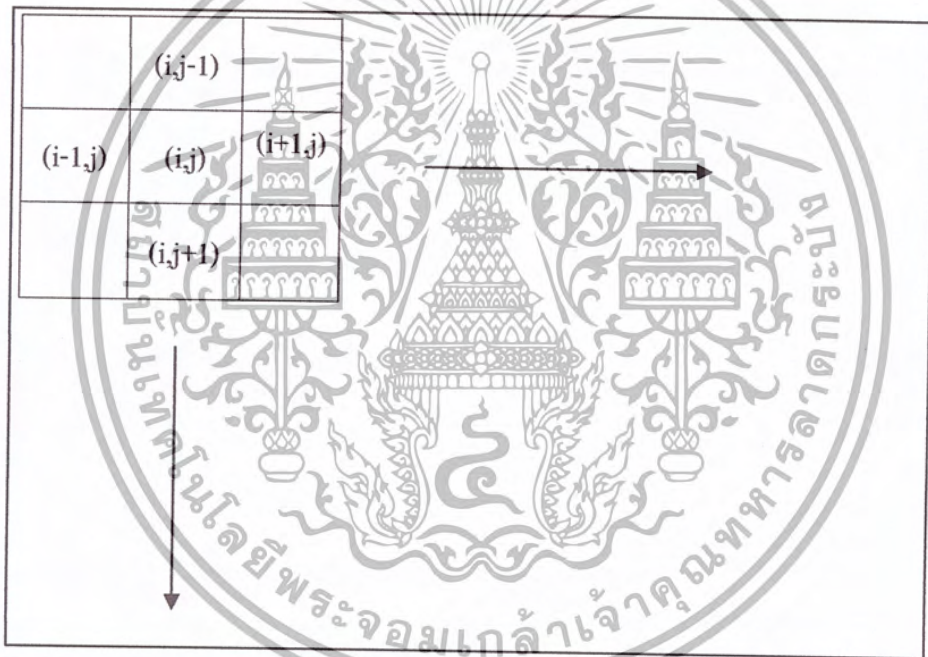 (i,j-1)
(i-1,j) (i,j) (i+1,j)
(i,j+1)
สถาบันเทคโนโลยีพระจอมเกล้าเจ้าคุณทหารลาดกระบัง